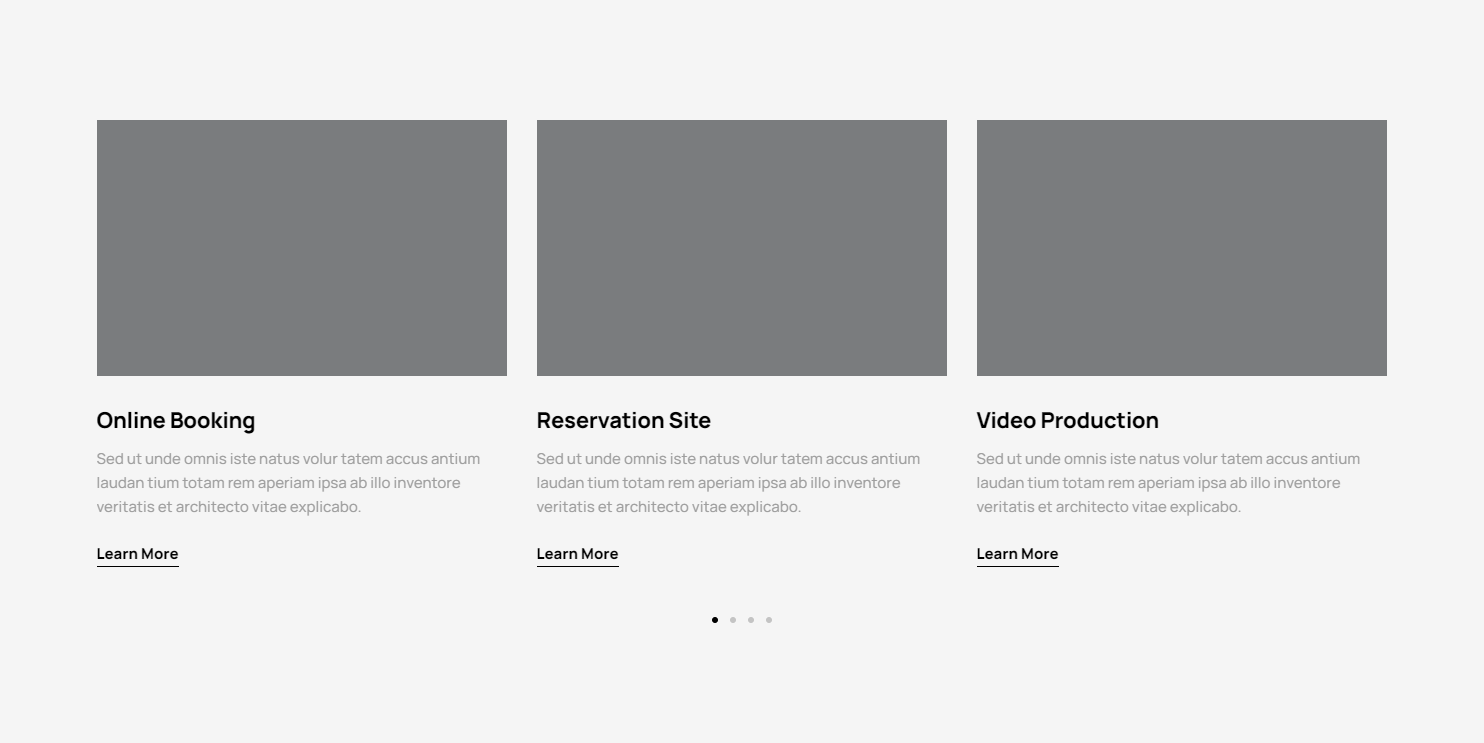 Online Booking
Sed ut unde omnis iste natus volur tatem accus antium
laudan tium totam rem aperiam ipsa ab illo inventore
veritatis et architecto vitae explicabo.
Learn More
Reservation Site
Sed ut unde omnis iste natus volur tatem accus antium
laudan tium totam rem aperiam ipsa ab illo inventore
veritatis et architecto vitae explicabo.
Learn More
Video Production
Sed ut unde omnis iste natus volur tatem accus antium
laudan tium totam rem aperiam ipsa ab illo inventore
veritatis et architecto vitae explicabo.
Learn More